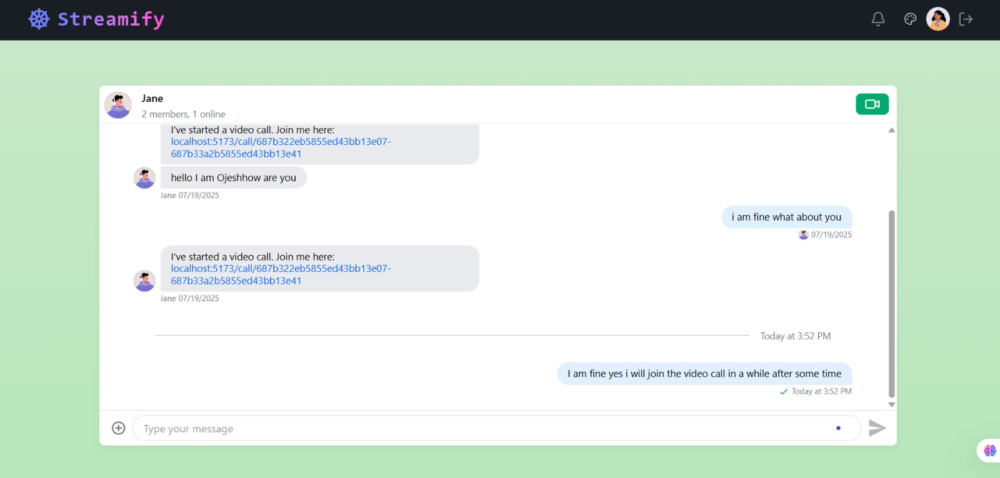 Streamify
Jane
2 members, 1 online
I've started a video call. Join me here:
localhost:5173/call/687b322eb5855ed43bb13e07-
687b33a2b5855ed43bb13e41
hello I am Ojeshhow are you
Jane 07/19/2025
i am fine what about you
07/19/2025
I've started a video call. Join me here:
localhost:5173/call/687b322eb5855ed43bb13e07-
687b33a2b5855ed43bb13e41
Jane 07/19/2025
Today at 3:52 PM
I am fine yes i will join the video call in a while after some time
Today at 3:52 PM
Type your message